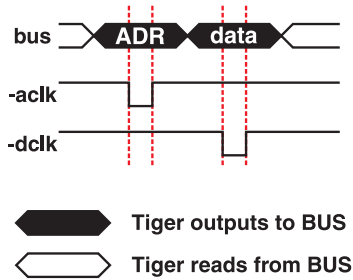 bus ADR data
-aclk
-dclk
Tiger outputs to BUS
Tiger reads from BUS